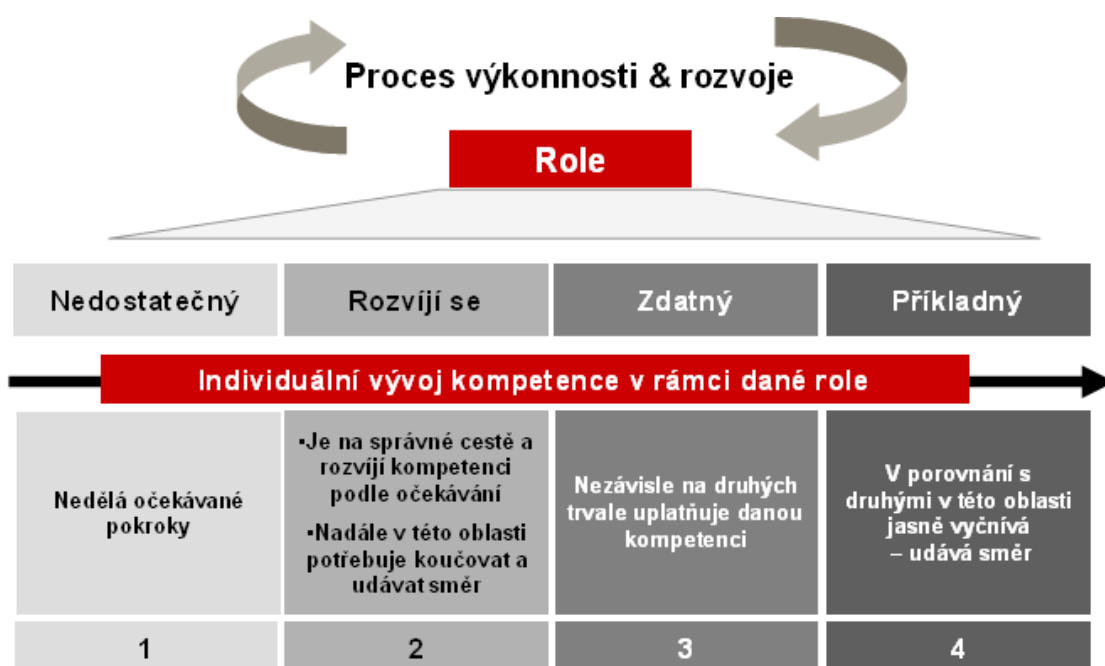 Proces výkonnosti & rozvoje
Role
Nedostatečný
Rozvíjí se
Zdatný
Příkladný
Individuální vývoj kompetence v rámci dané role
Nedělá očekávané
pokroky
▪Je na správné cestě a
rozvíjí kompetenci
podle očekávání
▪Nadále v této oblasti
potřebuje koučovat a
udávat směr
Nezávisle na druhých
trvale uplatňuje danou
kompetenci
V porovnání s
druhými v této oblasti
jasně vyčnívá
– udává směr
1
2
3
4